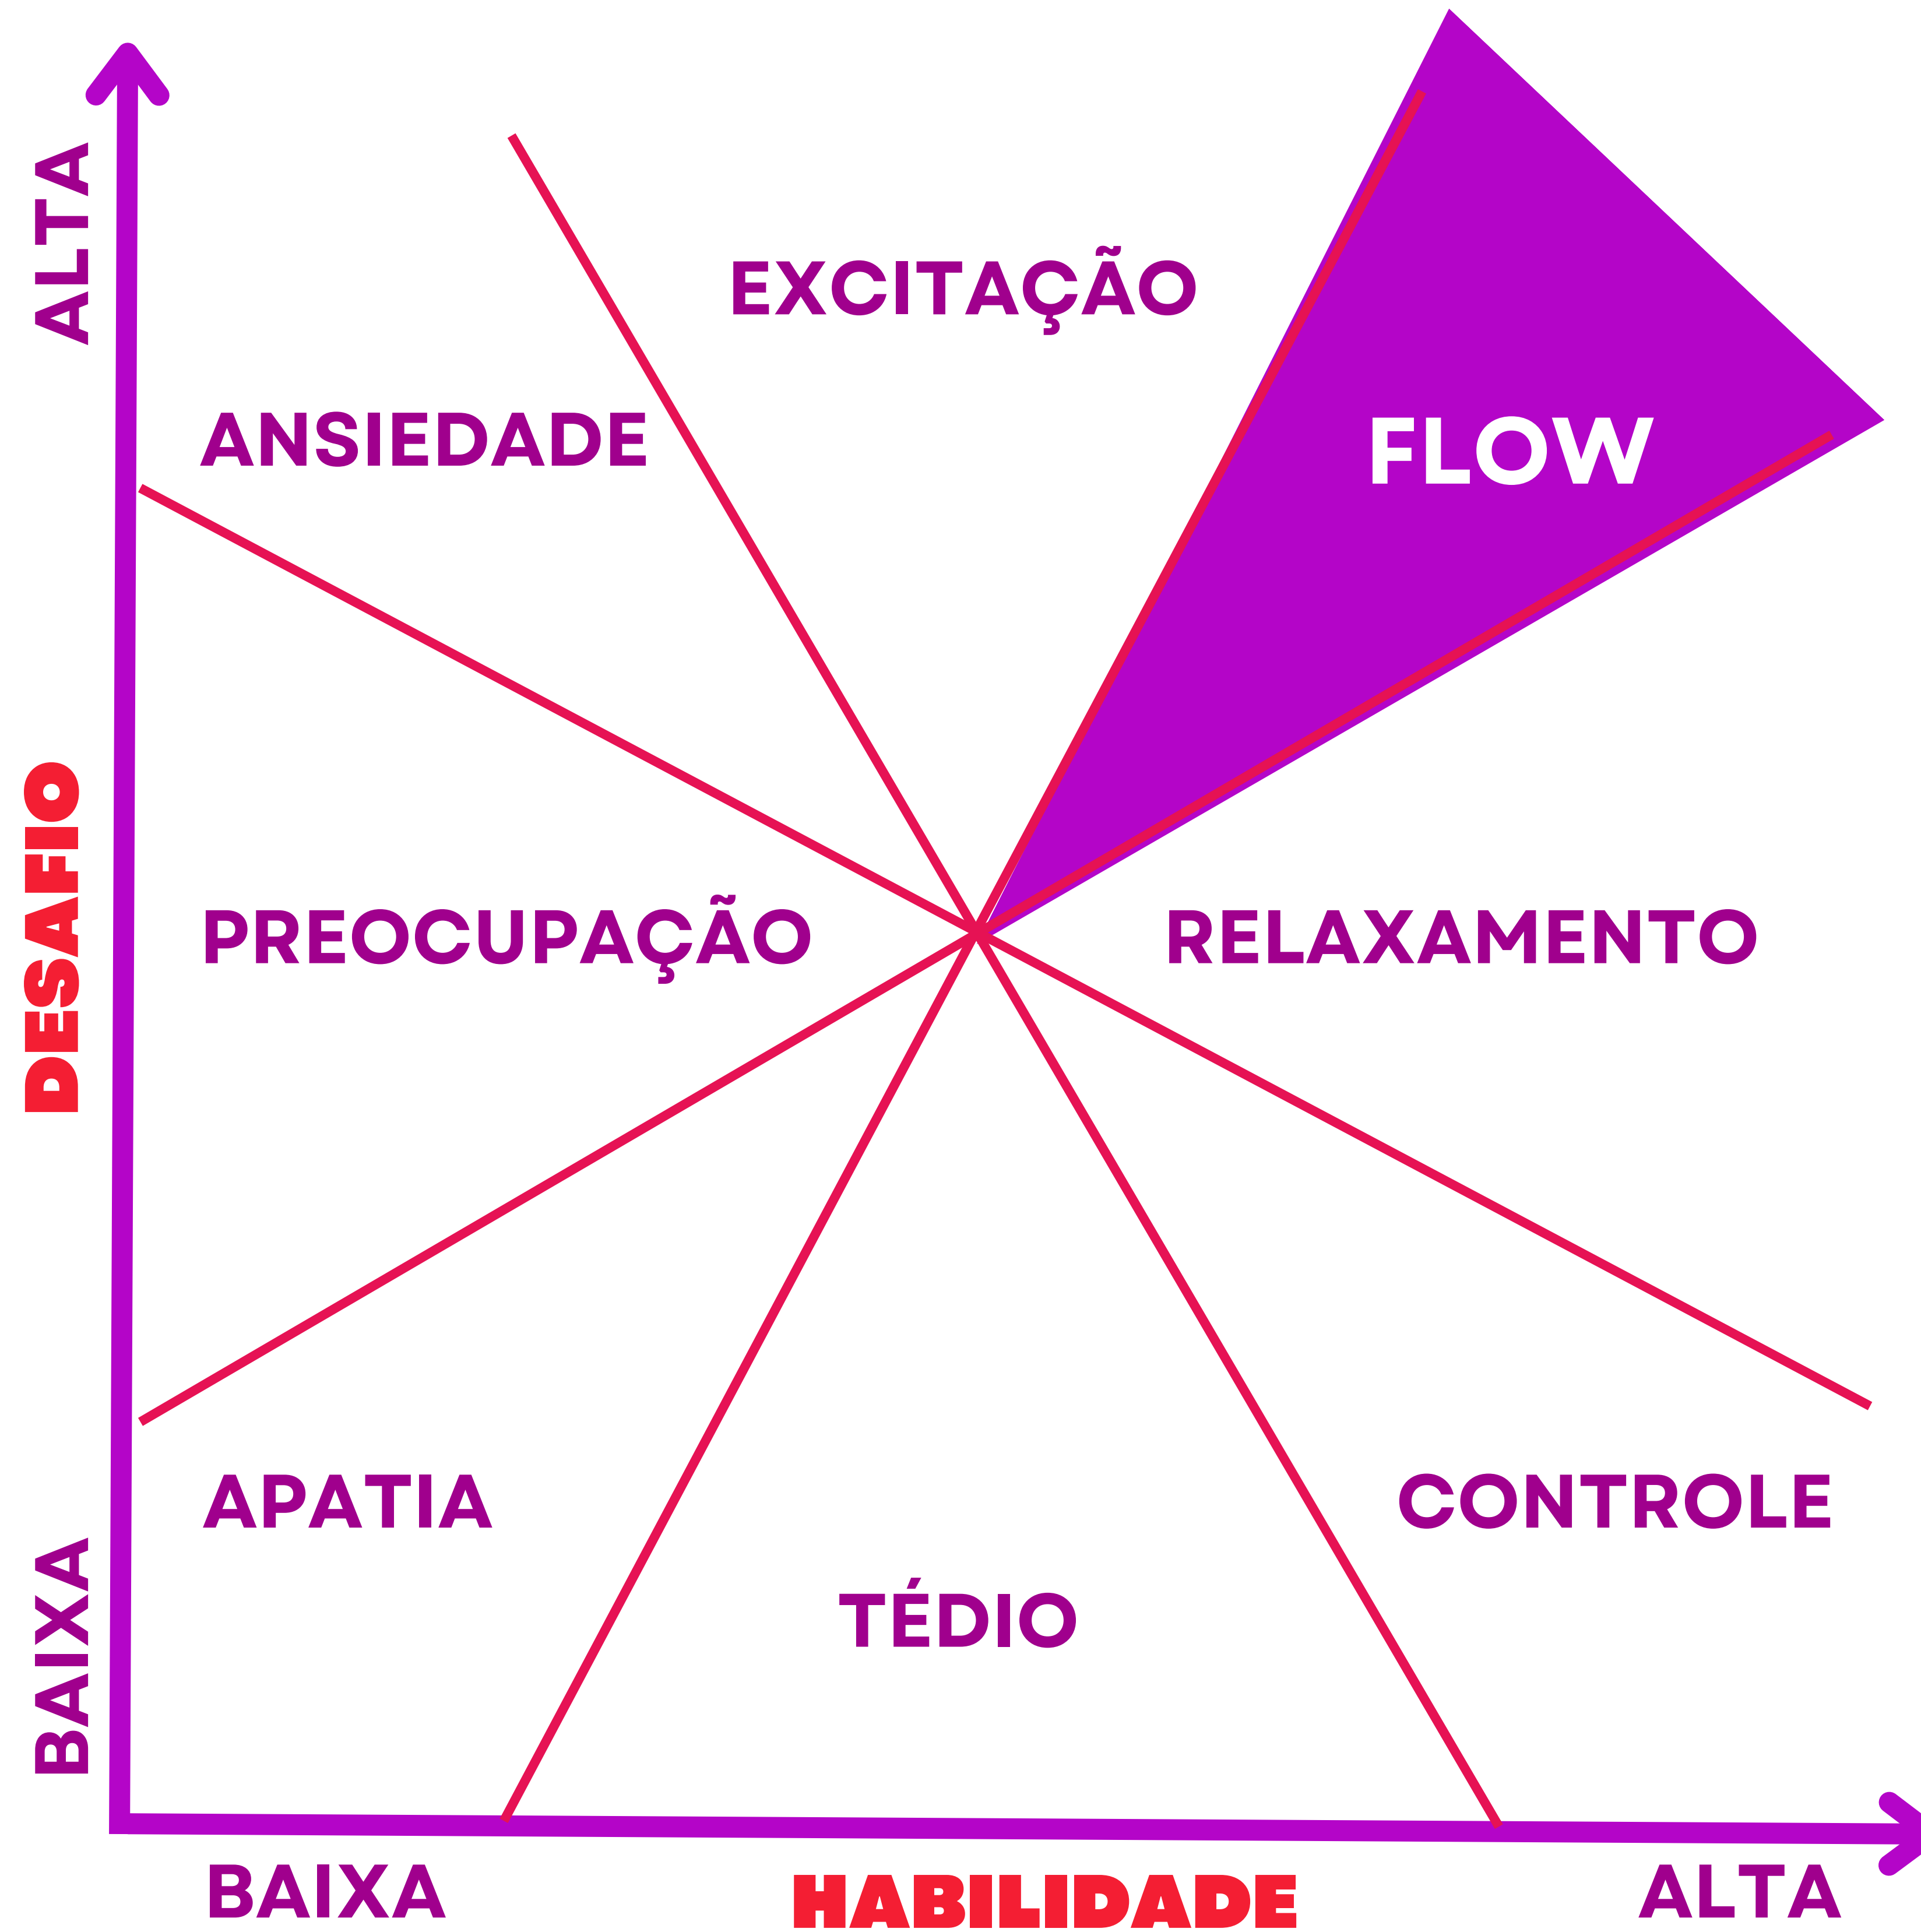 ALTA
EXCITAÇÃO
ANSIEDADE
FLOW
DESAFIO
PREOCUPAÇÃO
RELAXAMENTO
APATIA
CONTROLE
TÉDIO
BAIXA
BAIXA
HABILIDADE
ALTA